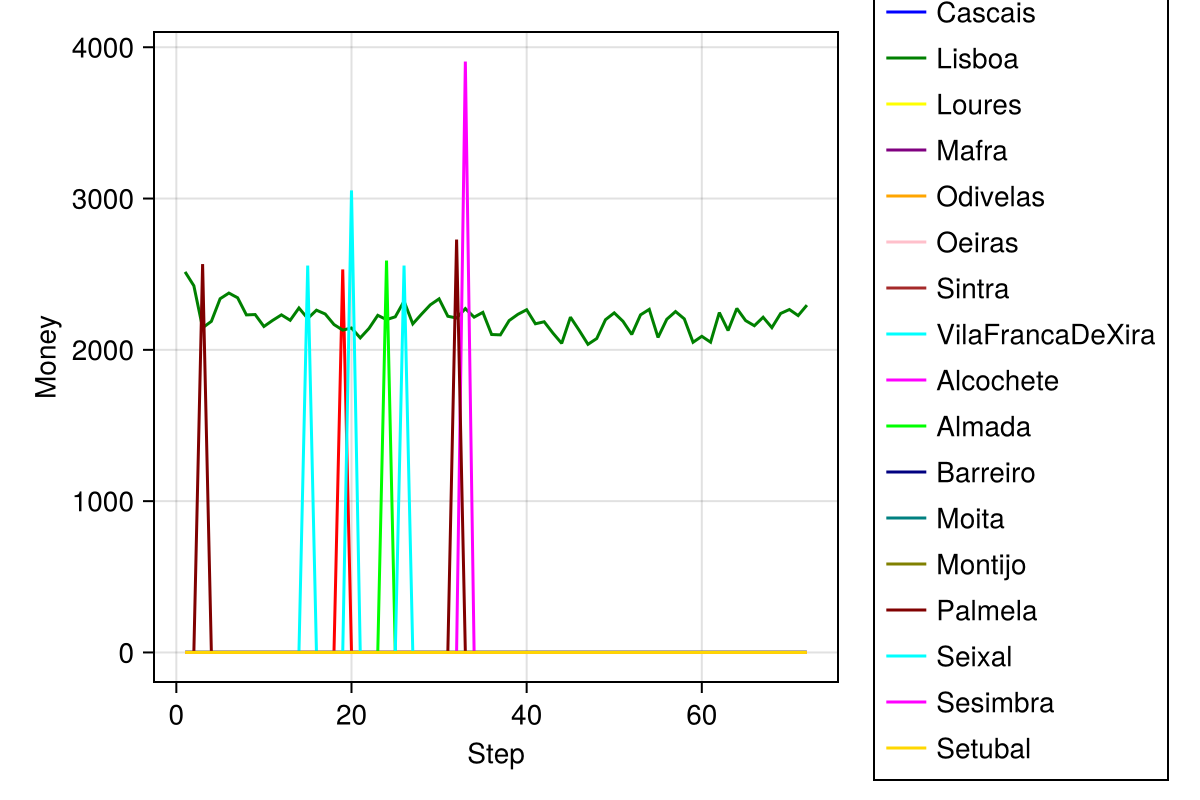 4000
3000
2000
1000
0
Money
0 20 40 60
Step
Cascais
Lisboa
Loures
Mafra
Odivelas
Oeiras
Sintra
VilaFrancaDeXira
Alcochete
Almada
Barreiro
Moita
Montijo
Palmela
Seixal
Sesimbra
Setubal